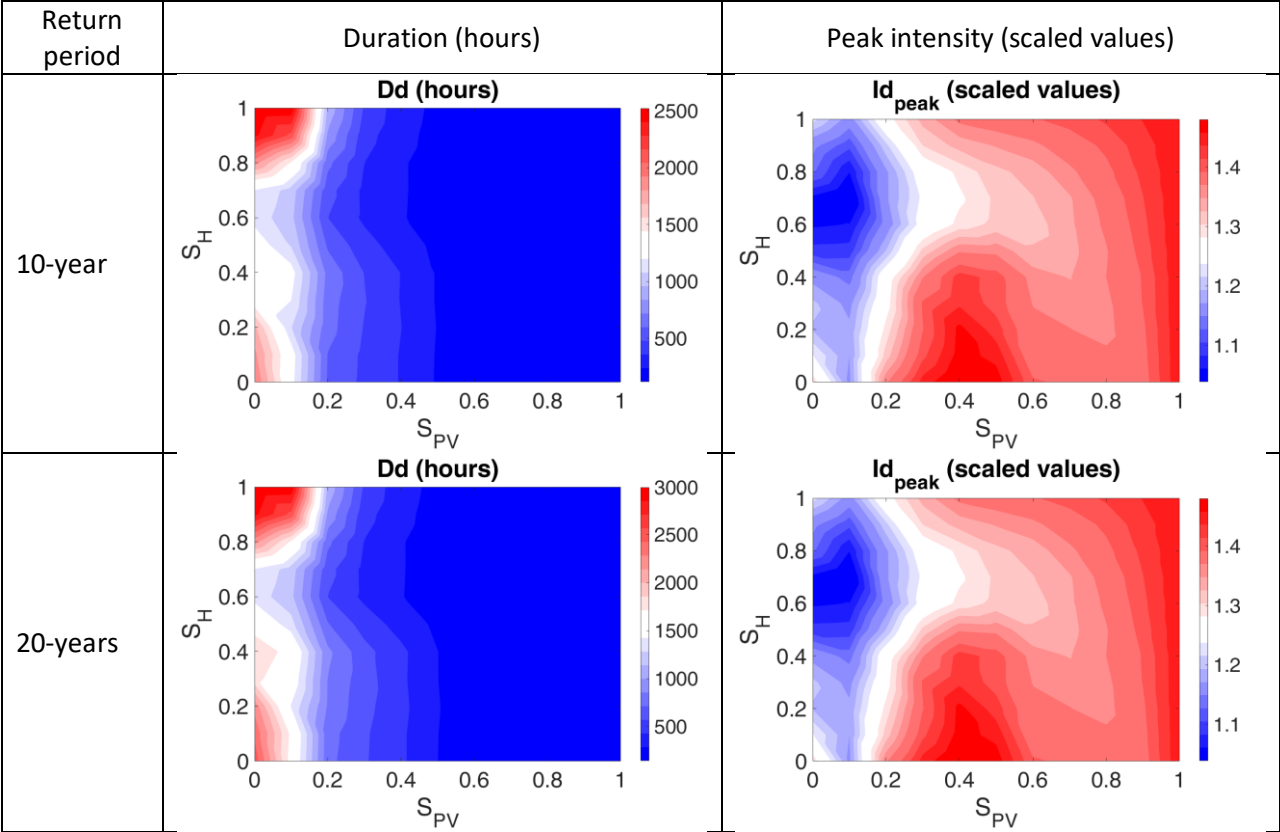 Return period
Duration (hours)
Peak intensity (scaled values)
10-year
Dd (hours)
1
0.8
0.6
0.4
0.2
0
S_H
0 0.2 0.4 0.6 0.8 1
S_PV
2500
2000
1500
1000
500
Id_peak (scaled values)
1
0.8
0.6
0.4
0.2
0
S_H
0 0.2 0.4 0.6 0.8 1
S_PV
1.4
1.3
1.2
1.1
20-years
Dd (hours)
1
0.8
0.6
0.4
0.2
0
S_H
0 0.2 0.4 0.6 0.8 1
S_PV
3000
2500
2000
1500
1000
500
Id_peak (scaled values)
1
0.8
0.6
0.4
0.2
0
S_H
0 0.2 0.4 0.6 0.8 1
S_PV
1.4
1.3
1.2
1.1